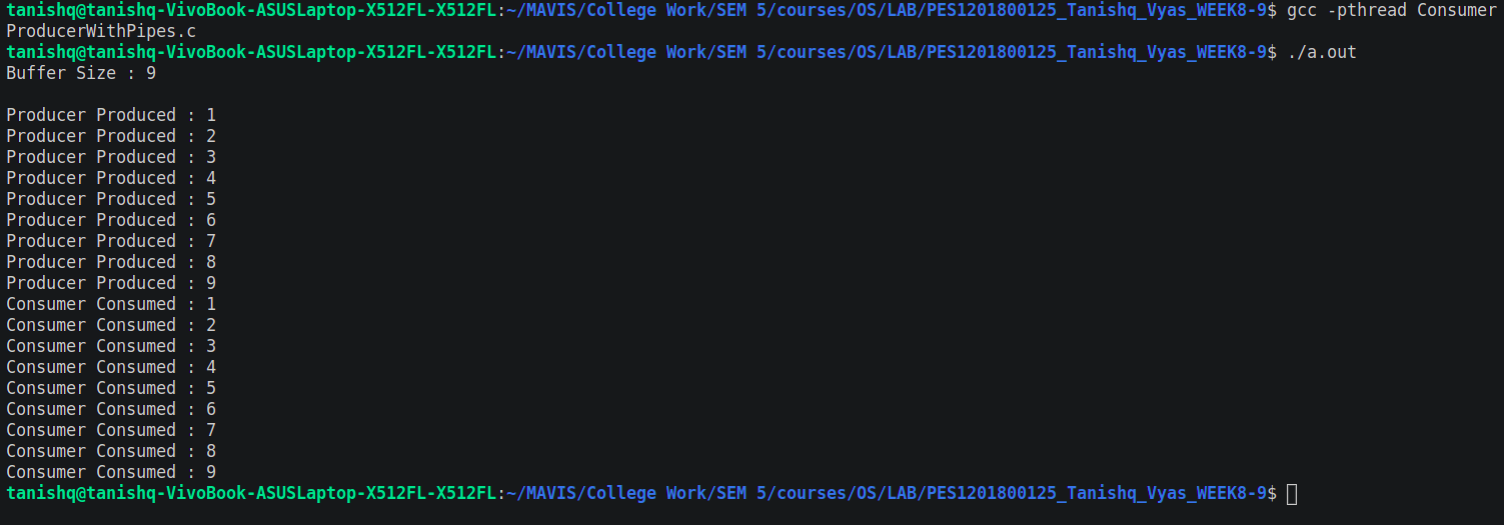 tanishq@tanishq-VivoBook-ASUSLaptop-X512FL-X512FL:~/MAVIS/College Work/SEM 5/courses/OS/LAB/PES1201800125_Tanishq_Vyas_WEEK8-9$ gcc -pthread Consumer
ProducerWithPipes.c
tanishq@tanishq-VivoBook-ASUSLaptop-X512FL-X512FL:~/MAVIS/College Work/SEM 5/courses/OS/LAB/PES1201800125_Tanishq_Vyas_WEEK8-9$ ./a.out
Buffer Size : 9

Producer Produced : 1
Producer Produced : 2
Producer Produced : 3
Producer Produced : 4
Producer Produced : 5
Producer Produced : 6
Producer Produced : 7
Producer Produced : 8
Producer Produced : 9
Consumer Consumed : 1
Consumer Consumed : 2
Consumer Consumed : 3
Consumer Consumed : 4
Consumer Consumed : 5
Consumer Consumed : 6
Consumer Consumed : 7
Consumer Consumed : 8
Consumer Consumed : 9
tanishq@tanishq-VivoBook-ASUSLaptop-X512FL-X512FL:~/MAVIS/College Work/SEM 5/courses/OS/LAB/PES1201800125_Tanishq_Vyas_WEEK8-9$